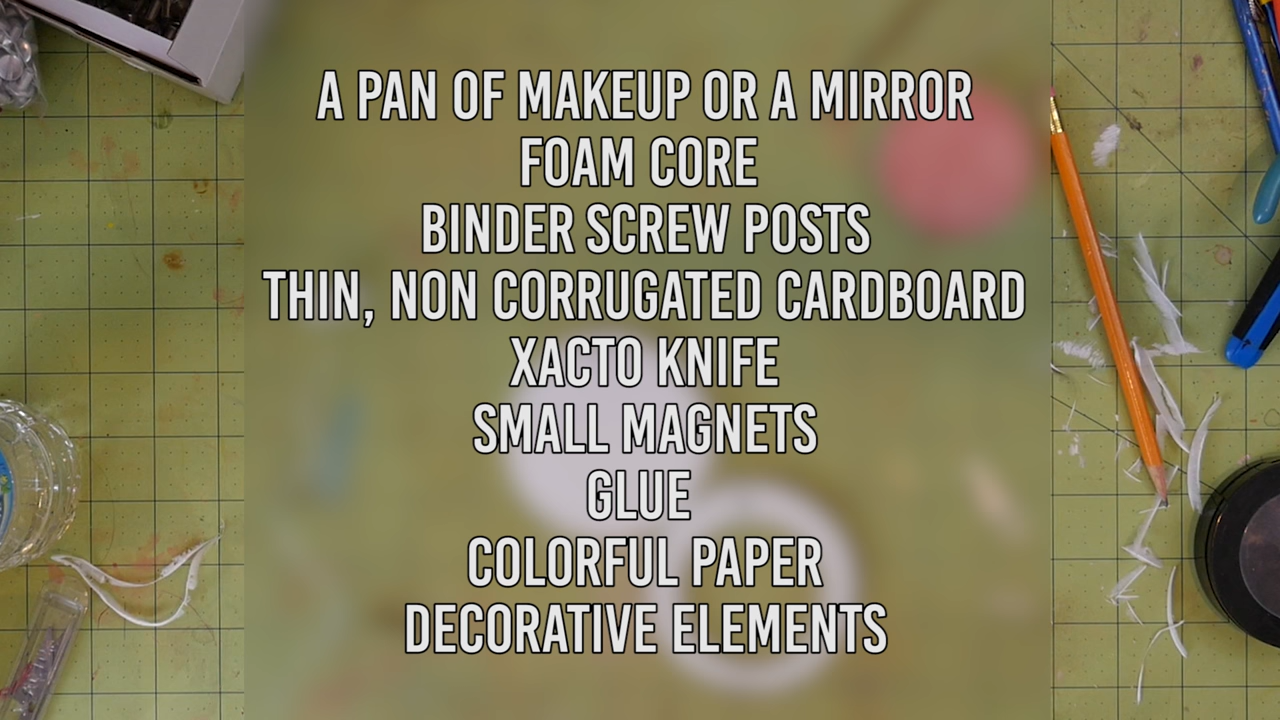 A PAN OF MAKEUP OR A MIRROR
FOAM CORE
BINDER SCREW POSTS
THIN, NON CORRUGATED CARDBOARD
XACTO KNIFE
SMALL MAGNETS
GLUE
COLORFUL PAPER
DECORATIVE ELEMENTS